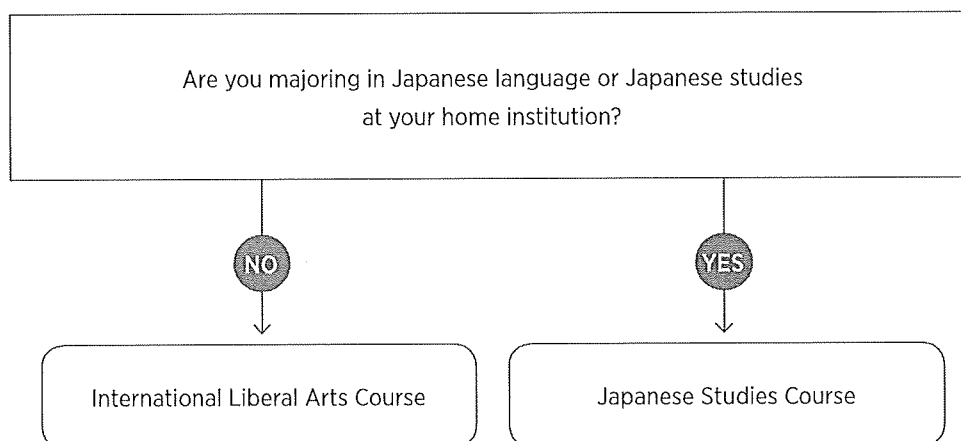 Are you majoring in Japanese language or Japanese studies
at your home institution?
NO
YES
International Liberal Arts Course
Japanese Studies Course